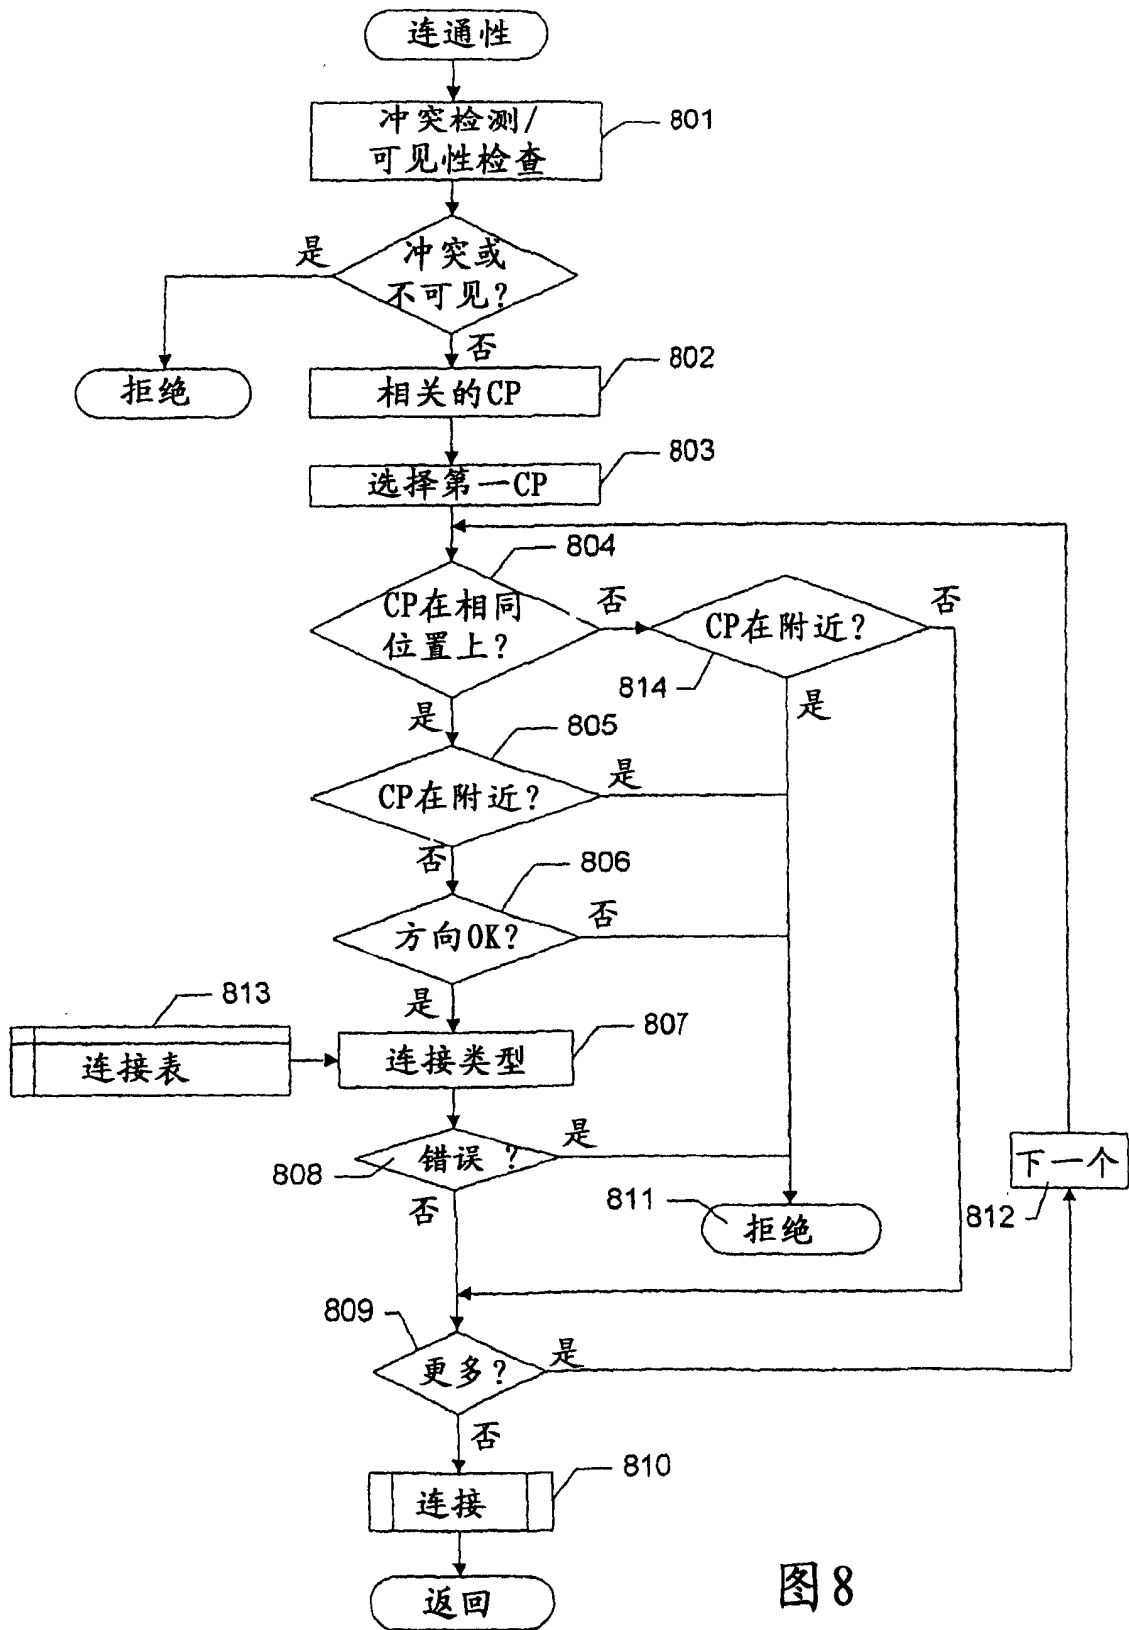 连通性
冲突检测/
可见性检查
801
是
冲突或
不可见?
否
拒绝
802
相关的CP
803
选择第一CP
804
CP在相同
位置上?
否
CP在附近?
否
814
是
是
805
CP在附近?
是
否
806
方向OK?
否
是
813
连接表
807
连接类型
808
错误?
是
否
811
拒绝
下一个
812
809
更多?
是
否
810
连接
返回
图8